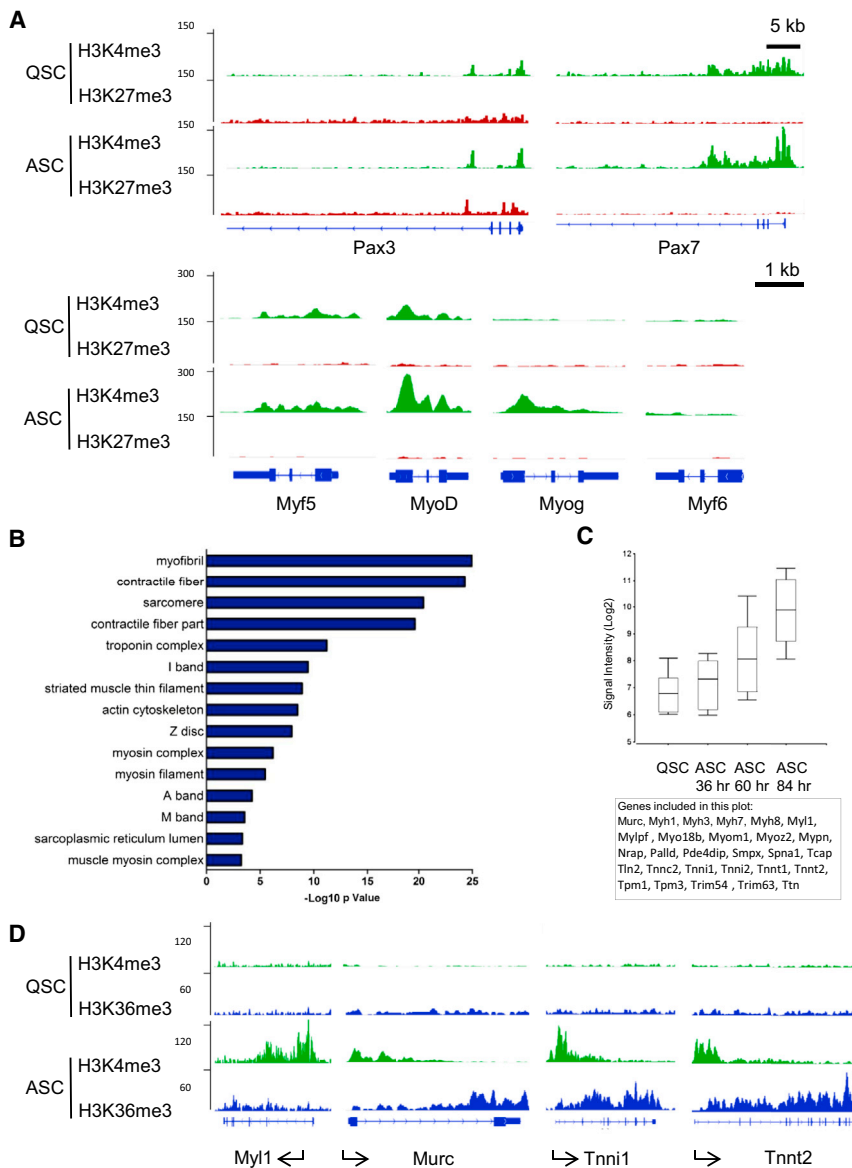 A
5 kb
150
H3K4me3
QSC
150
H3K27me3
150
H3K4me3
ASC
150
H3K27me3
Pax3
Pax7
1 kb
300
H3K4me3
QSC
150
H3K27me3
300
H3K4me3
ASC
150
H3K27me3
Myf5
MyoD
Myog
Myf6
B
myofibril
contractile fiber
sarcomere
contractile fiber part
troponin complex
I band
striated muscle thin filament
actin cytoskeleton
Z disc
myosin complex
myosin filament
A band
M band
sarcoplasmic reticulum lumen
muscle myosin complex
0 5 10 15 20 25
-Log10 p Value
C
12
11
10
9
8
7
6
5
Signal Intensity (Log2)
QSC ASC ASC ASC
36 hr 60 hr 84 hr
Genes included in this plot:
Murc, Myh1, Myh3, Myh7, Myh8, Myl1,
Mylpf , Myo18b, Myom1, Myoz2, Mypn,
Nrap, Palld, Pde4dip, Smpx, Spna1, Tcap
Tln2, Tnnc2, Tnni1, Tnni2, Tnnt1, Tnnt2,
Tpm1, Tpm3, Trim54 , Trim63, Ttn
D
120
H3K4me3
QSC
60
H3K36me3
120
H3K4me3
ASC
60
H3K36me3
Myl1
Murc
Tnni1
Tnnt2